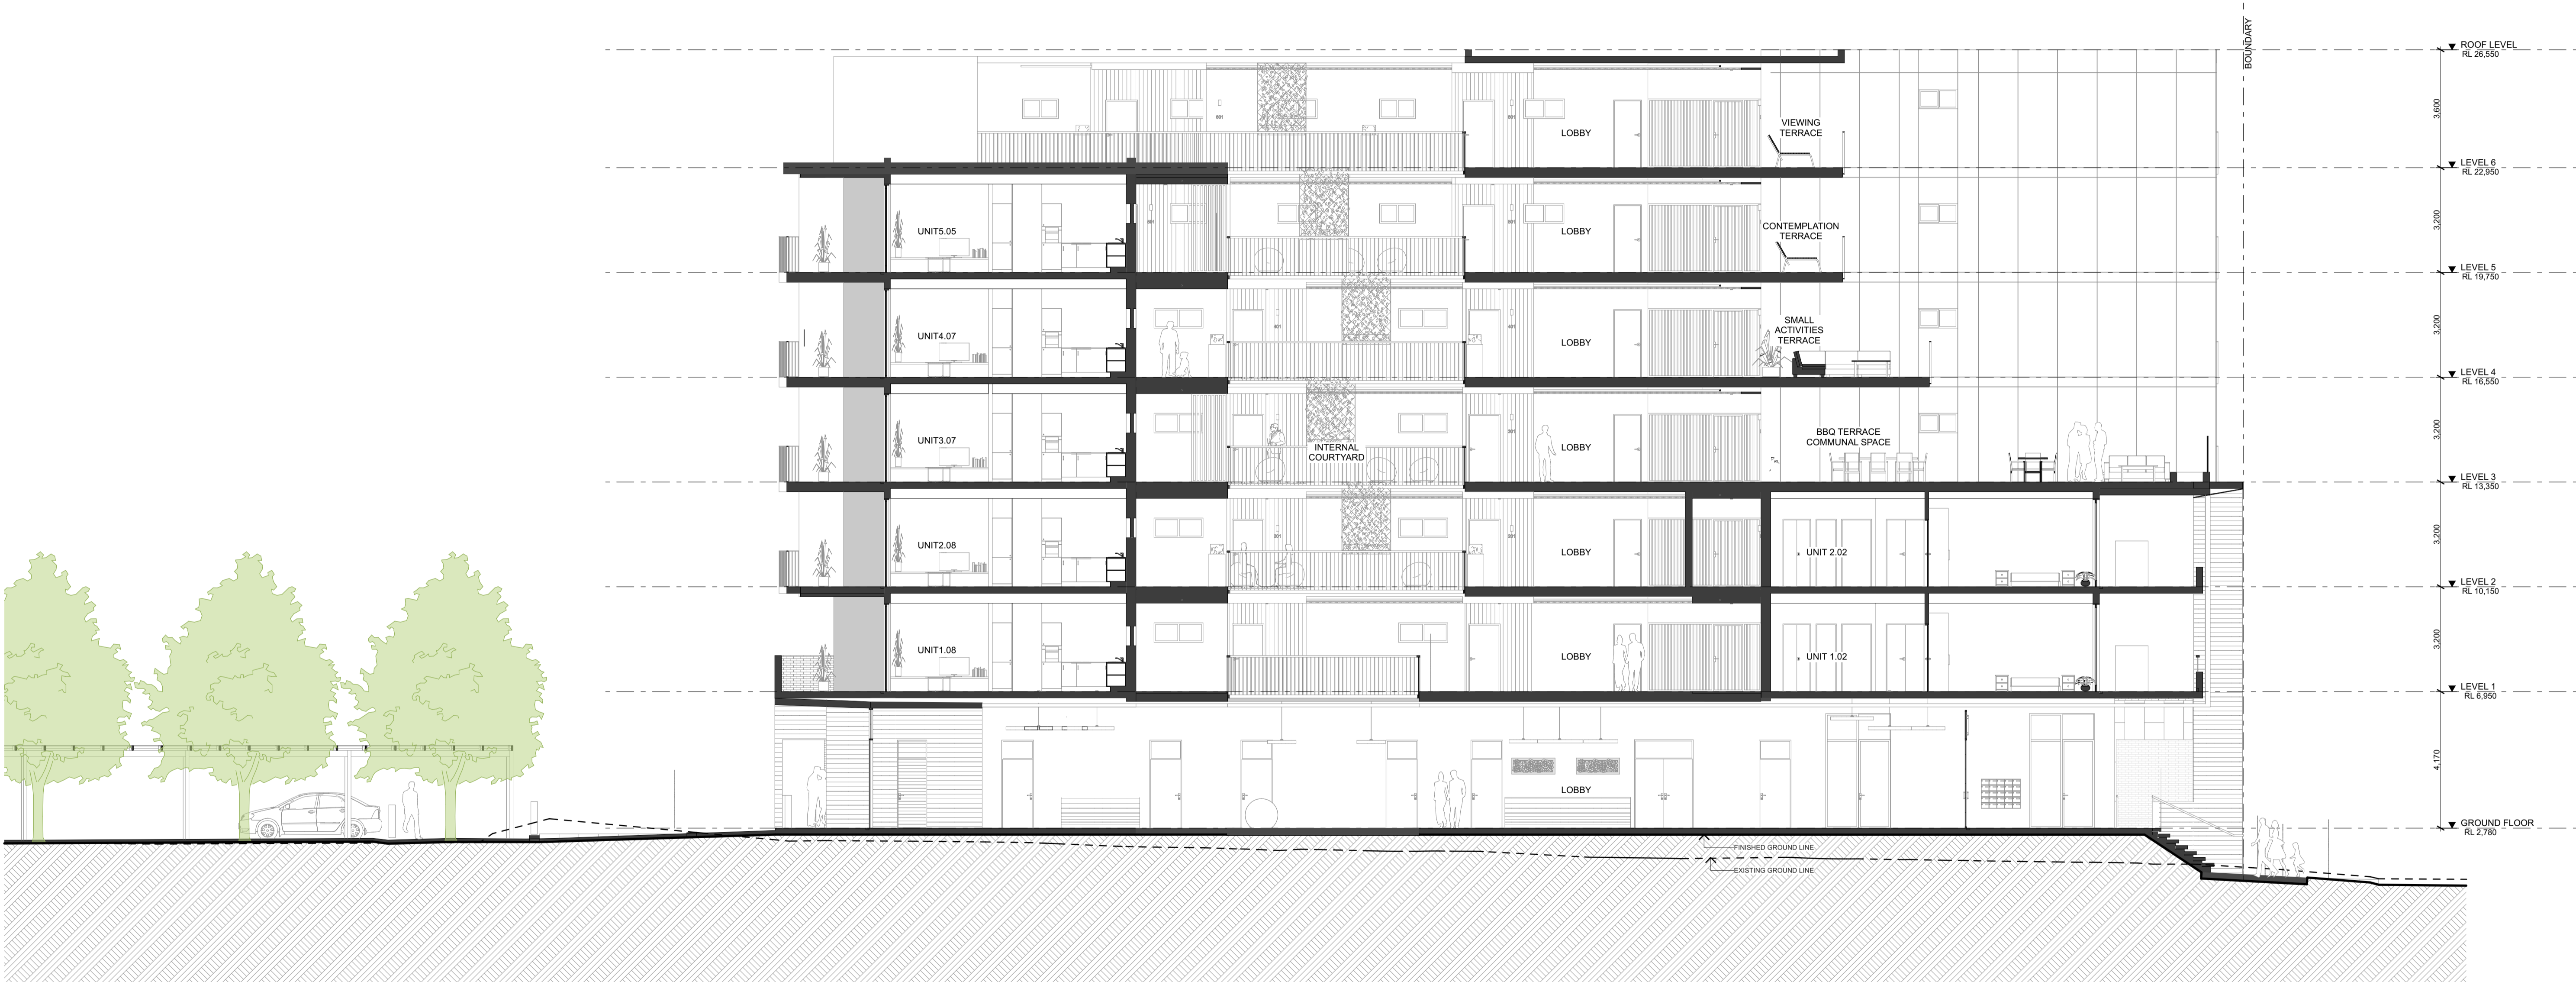 BOUNDARY
ROOF LEVEL
RL 26,550
3,600
LOBBY
VIEWING
TERRACE
LEVEL 6
RL 22,950
3,200
UNIT5.05
LOBBY
CONTEMPLATION
TERRACE
LEVEL 5
RL 19,750
3,200
UNIT4.07
LOBBY
SMALL
ACTIVITIES
TERRACE
LEVEL 4
RL 16,550
3,200
UNIT3.07
INTERNAL
COURTYARD
LOBBY
BBQ TERRACE
COMMUNAL SPACE
LEVEL 3
RL 13,350
3,200
UNIT2.08
LOBBY
UNIT 2.02
LEVEL 2
RL 10,150
3,200
UNIT1.08
LOBBY
UNIT 1.02
LEVEL 1
RL 6,950
4,170
LOBBY
GROUND FLOOR
RL 2,780
FINISHED GROUND LINE
EXISTING GROUND LINE